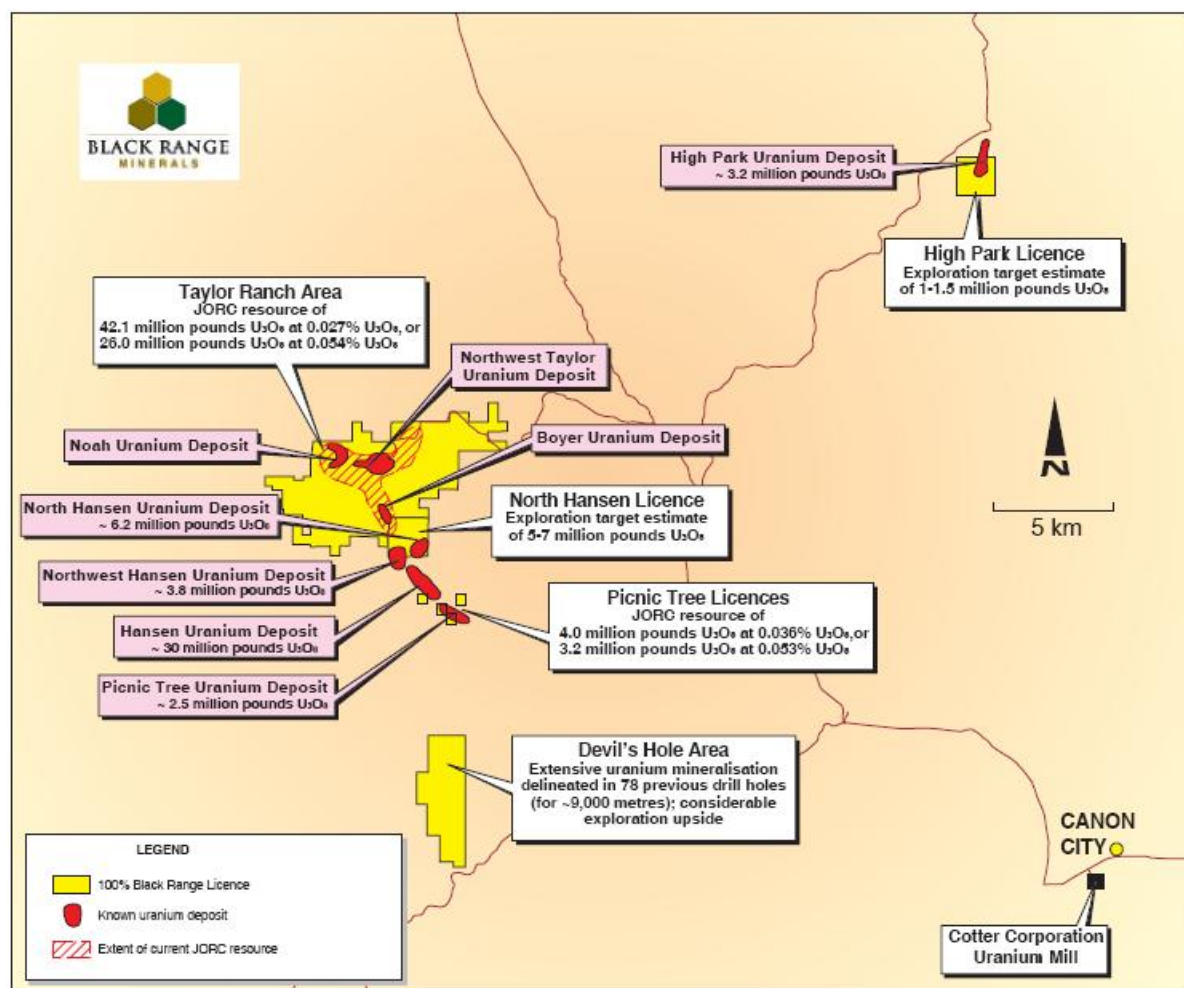 BLACK RANGE
MINERALS
High Park Uranium Deposit
~ 3.2 million pounds U₃O₈
High Park Licence
Exploration target estimate
of 1-1.5 million pounds U₃O₈
Taylor Ranch Area
JORC resource of
42.1 million pounds U₃O₈ at 0.027% U₃O₈, or
26.0 million pounds U₃O₈ at 0.054% U₃O₈
Northwest Taylor
Uranium Deposit
Noah Uranium Deposit
Boyer Uranium Deposit
North Hansen Uranium Deposit
~ 6.2 million pounds U₃O₈
North Hansen Licence
Exploration target estimate
of 5-7 million pounds U₃O₈
N
5 km
Northwest Hansen Uranium Deposit
~ 3.8 million pounds U₃O₈
Hansen Uranium Deposit
~ 30 million pounds U₃O₈
Picnic Tree Licences
JORC resource of
4.0 million pounds U₃O₈ at 0.036% U₃O₈, or
3.2 million pounds U₃O₈ at 0.053% U₃O₈
Picnic Tree Uranium Deposit
~ 2.5 million pounds U₃O₈
Devil's Hole Area
Extensive uranium mineralisation
delineated in 78 previous drill holes
(for ~9,000 metres); considerable
exploration upside
CANON
CITY
Cotter Corporation
Uranium Mill
LEGEND
100% Black Range Licence
Known uranium deposit
Extent of current JORC resource